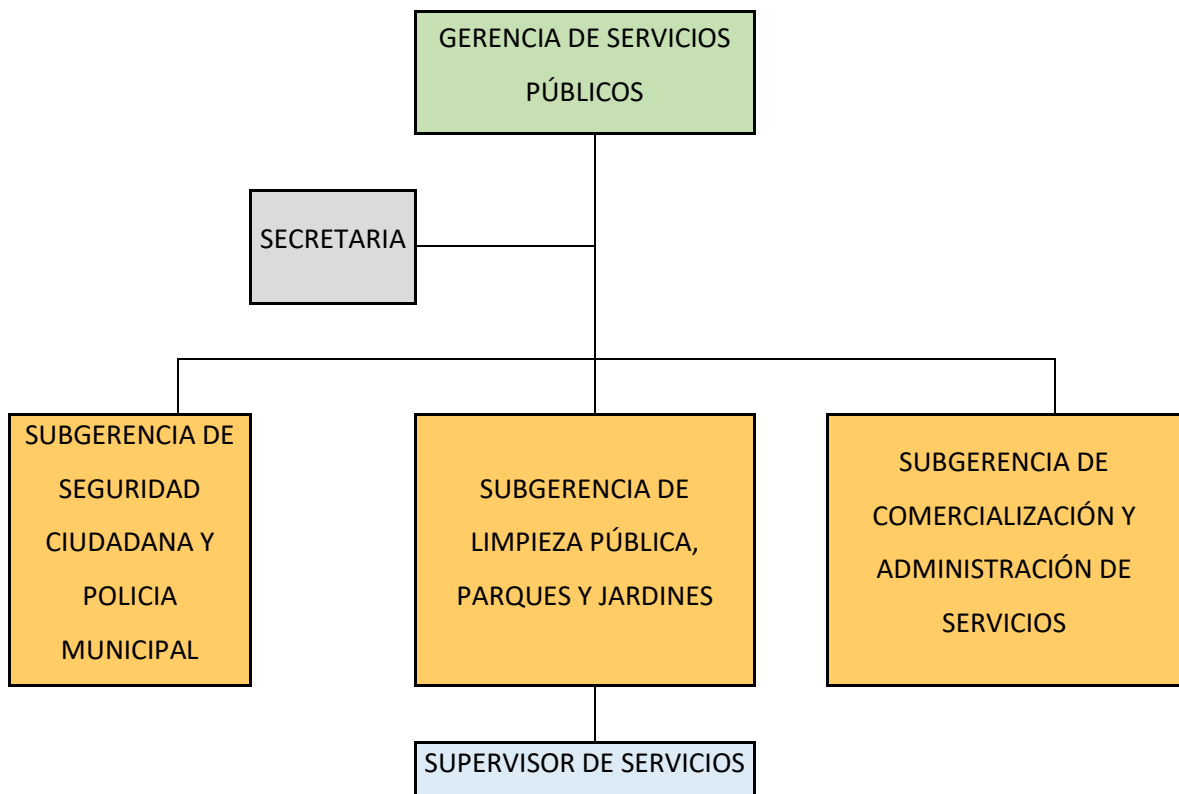 GERENCIA DE SERVICIOS
PÚBLICOS
SECRETARIA
SUBGERENCIA DE
SEGURIDAD
CIUDADANA Y
POLICIA
MUNICIPAL
SUBGERENCIA DE
LIMPIEZA PÚBLICA,
PARQUES Y JARDINES
SUBGERENCIA DE
COMERCIALIZACIÓN Y
ADMINISTRACIÓN DE
SERVICIOS
SUPERVISOR DE SERVICIOS